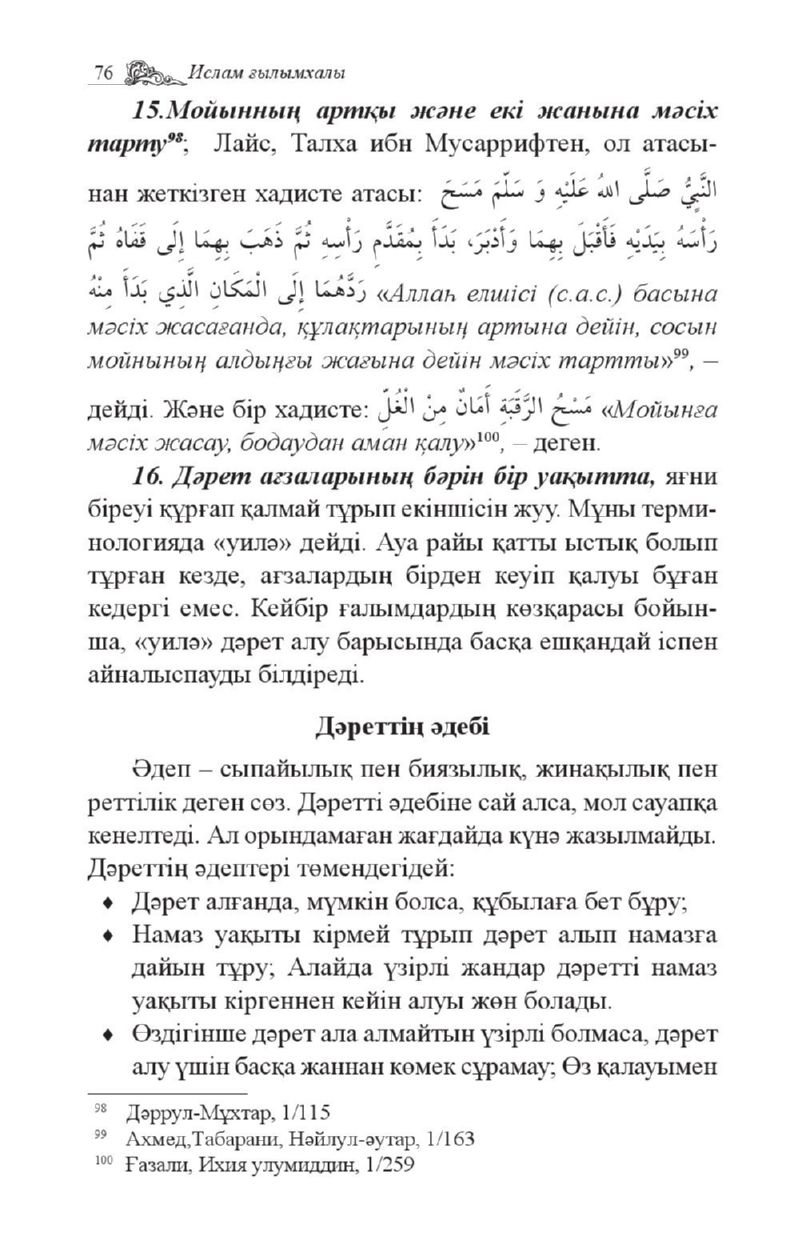 76 Ислам ғылымхалы
15.Мойынның артқы және екі жанына мәсіх
тарту⁹⁸; Лайс, Талха ибн Мусаррифтен, ол атасы-
нан жеткізген хадисте атасы: النَّبِيُّ صَلَّى اللهُ عَلَيْهِ وَ سَلَّمَ مَسَحَ
رَأْسَهُ بِيَدَيْهِ فَأَقْبَلَ بِهِمَا وَأَدْبَرَ، بَدَأَ بِمُقَدَّمِ رَأْسِهِ ثُمَّ ذَهَبَ بِهِمَا إِلَى قَفَاهُ ثُمَّ
رَدَّهُمَا إِلَى الْمَكَانِ الَّذِي بَدَأَ مِنْهُ «Аллаһ елшісі (с.а.с.) басына
мәсіх жасағанда, құлақтарының артына дейін, сосын
мойнының алдыңғы жағына дейін мәсіх тартты»⁹⁹, –
дейді. Және бір хадисте: مَسْحُ الرَّقَبَةِ أَمَانٌ مِنَ الْغُلِّ «Мойынға
мәсіх жасау, бодаудан аман қалу»¹⁰⁰, – деген.
16. Дәрет ағзаларының бәрін бір уақытта, яғни
біреуі құрғап қалмай тұрып екіншісін жуу. Мұны терми-
нологияда «уилә» дейді. Ауа райы қатты ыстық болып
тұрған кезде, ағзалардың бірден кеуіп қалуы бұған
кедергі емес. Кейбір ғалымдардың көзқарасы бойын-
ша, «уилә» дәрет алу барысында басқа ешқандай іспен
айналыспауды білдіреді.
Дәреттің әдебі
Әдеп – сыпайылық пен биязылық, жинақылық пен
реттілік деген сөз. Дәретті әдебіне сай алса, мол сауапқа
кенелтеді. Ал орындамаған жағдайда күнә жазылмайды.
Дәреттің әдептері төмендегідей:
♦ Дәрет алғанда, мүмкін болса, құбылаға бет бұру;
♦ Намаз уақыты кірмей тұрып дәрет алып намазға
дайын тұру; Алайда үзірлі жандар дәретті намаз
уақыты кіргеннен кейін алуы жөн болады.
♦ Өздігінше дәрет ала алмайтын үзірлі болмаса, дәрет
алу үшін басқа жаннан көмек сұрамау; Өз қалауымен
⁹⁸ Дәррул-Мұхтар, 1/115
⁹⁹ Ахмед,Табарани, Нәйлул-әутар, 1/163
¹⁰⁰ Ғазали, Ихия улумиддин, 1/259